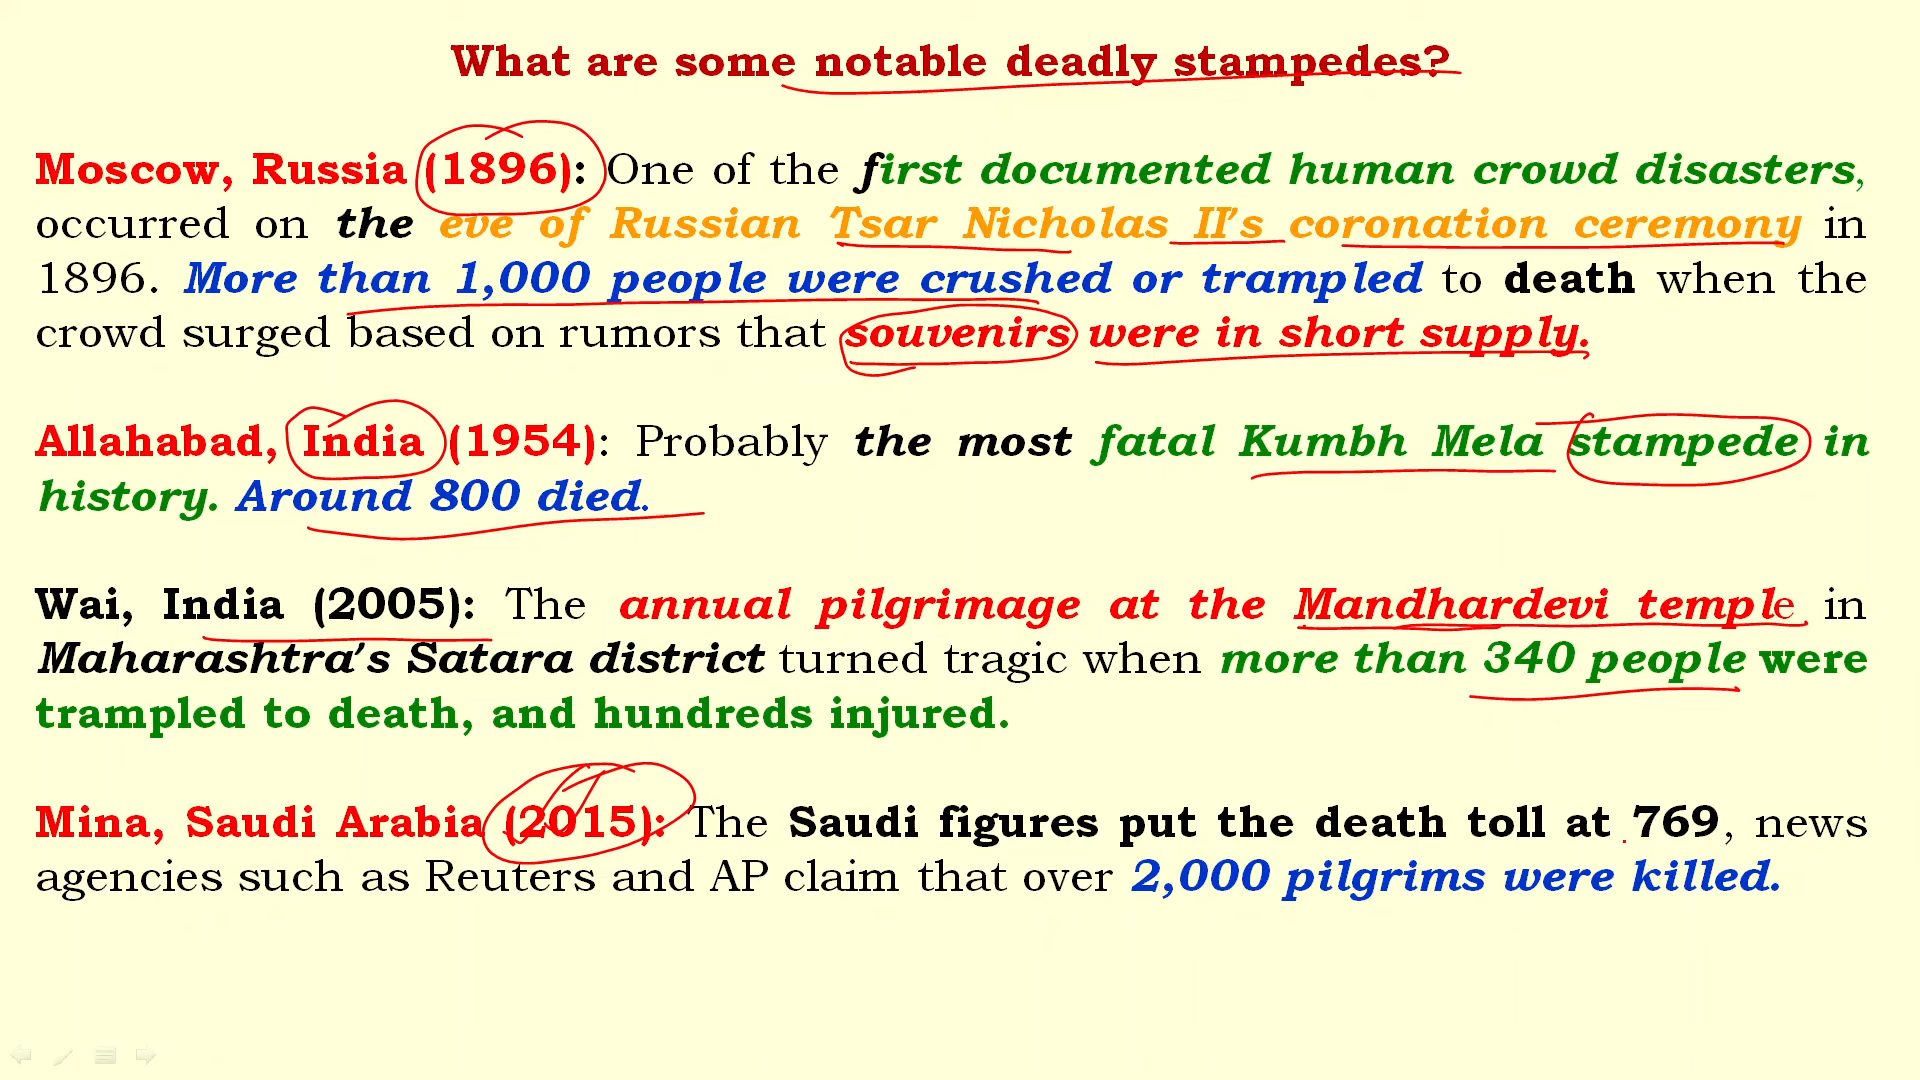 What are some notable deadly stampedes?
Moscow, Russia (1896): One of the first documented human crowd disasters,
occurred on the eve of Russian Tsar Nicholas II's coronation ceremony in
1896. More than 1,000 people were crushed or trampled to death when the
crowd surged based on rumors that souvenirs were in short supply.
Allahabad, India (1954): Probably the most fatal Kumbh Mela stampede in
history. Around 800 died.
Wai, India (2005): The annual pilgrimage at the Mandhardevi temple in
Maharashtra's Satara district turned tragic when more than 340 people were
trampled to death, and hundreds injured.
Mina, Saudi Arabia (2015): The Saudi figures put the death toll at 769, news
agencies such as Reuters and AP claim that over 2,000 pilgrims were killed.